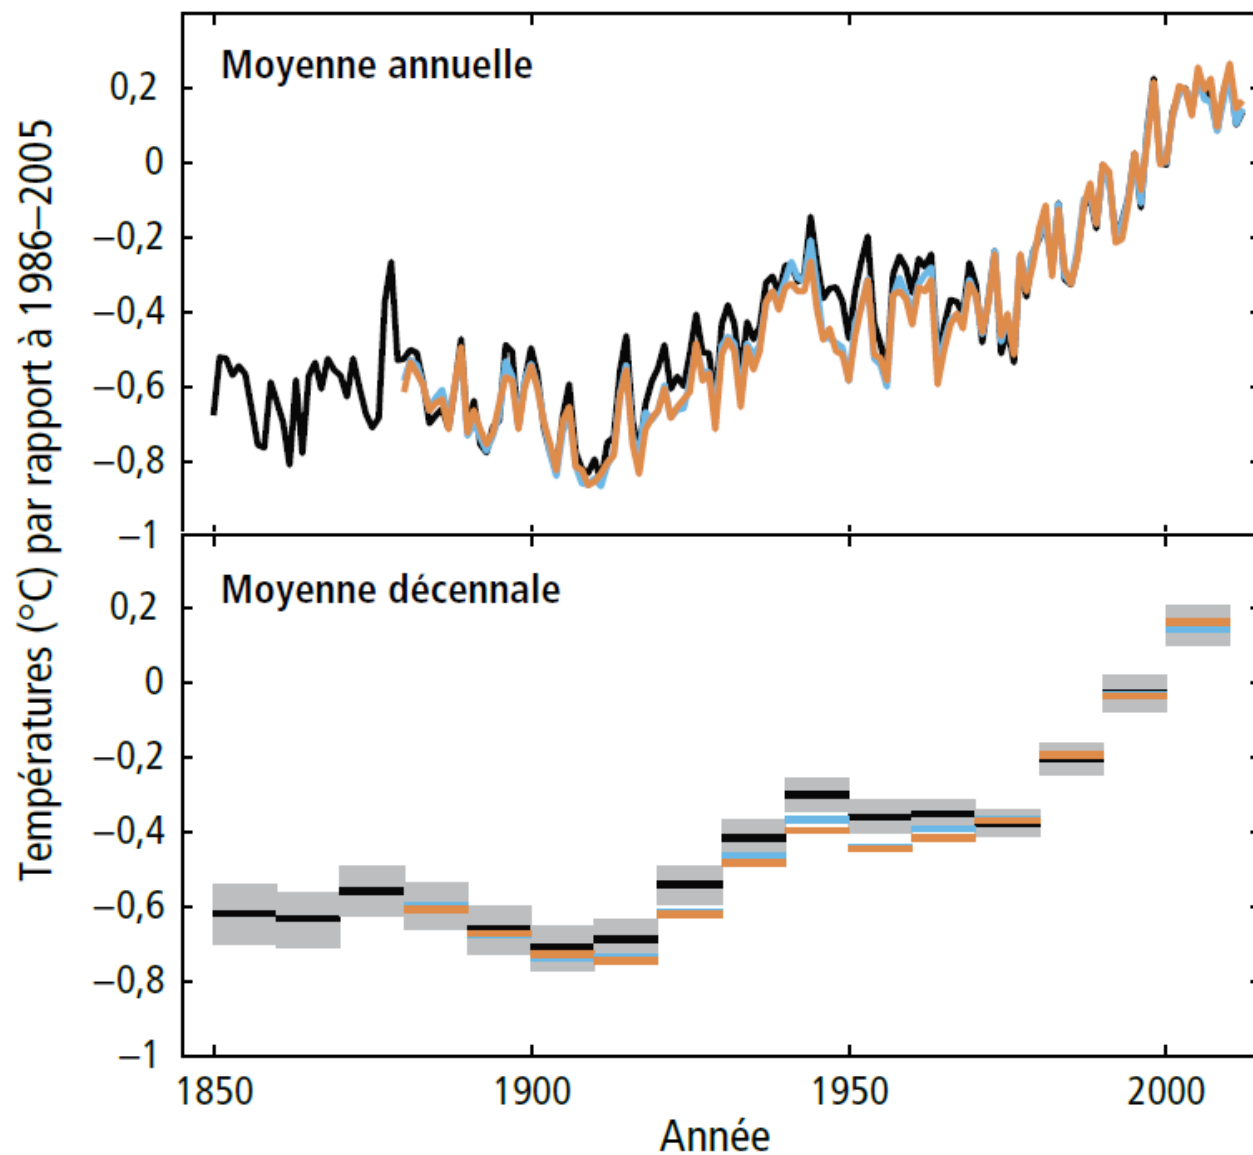 Moyenne annuelle
0,2
0
−0,2
−0,4
−0,6
−0,8
−1
Températures (°C) par rapport à 1986–2005
Moyenne décennale
0,2
0
−0,2
−0,4
−0,6
−0,8
−1
1850 1900 1950 2000
Année